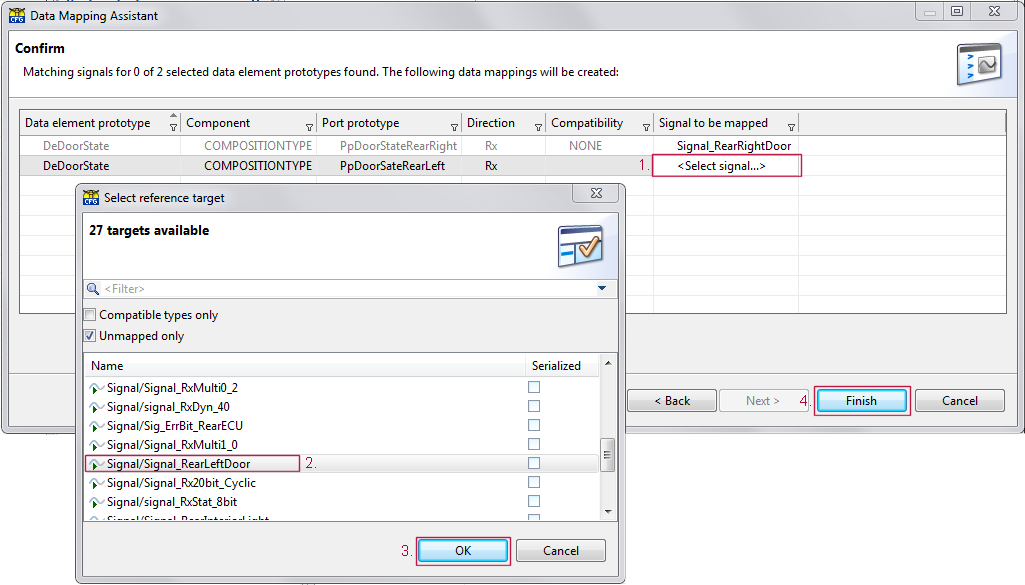 Data Mapping Assistant
Confirm
Matching signals for 0 of 2 selected data element prototypes found. The following data mappings will be created:
Data element prototype Component Port prototype Direction Compatibility Signal to be mapped
DeDoorState COMPOSITIONTYPE PpDoorStateRearRight Rx NONE Signal_RearRightDoor
DeDoorState COMPOSITIONTYPE PpDoorSateRearLeft Rx 1. <Select signal...>
CFG Select reference target
27 targets available
<Filter>
Compatible types only
Unmapped only
Name Serialized
Signal/Signal_RxMulti0_2
Signal/signal_RxDyn_40
Signal/Sig_ErrBit_RearECU
Signal/Signal_RxMulti1_0
Signal/Signal_RearLeftDoor 2.
Signal/Signal_Rx20bit_Cyclic
Signal/signal_RxStat_8bit
Signal/Signal_RearInteriorLight
< Back Next > 4. Finish Cancel
3. OK Cancel